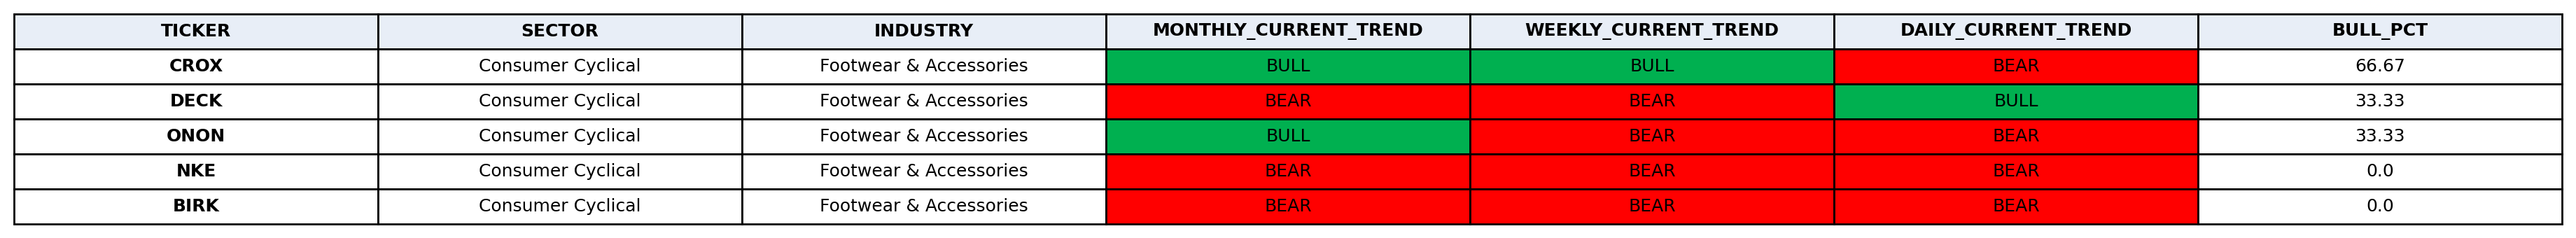 TICKER SECTOR INDUSTRY MONTHLY_CURRENT_TREND WEEKLY_CURRENT_TREND DAILY_CURRENT_TREND BULL_PCT
CROX Consumer Cyclical Footwear & Accessories BULL BULL BEAR 66.67
DECK Consumer Cyclical Footwear & Accessories BEAR BEAR BULL 33.33
ONON Consumer Cyclical Footwear & Accessories BULL BEAR BEAR 33.33
NKE Consumer Cyclical Footwear & Accessories BEAR BEAR BEAR 0.0
BIRK Consumer Cyclical Footwear & Accessories BEAR BEAR BEAR 0.0